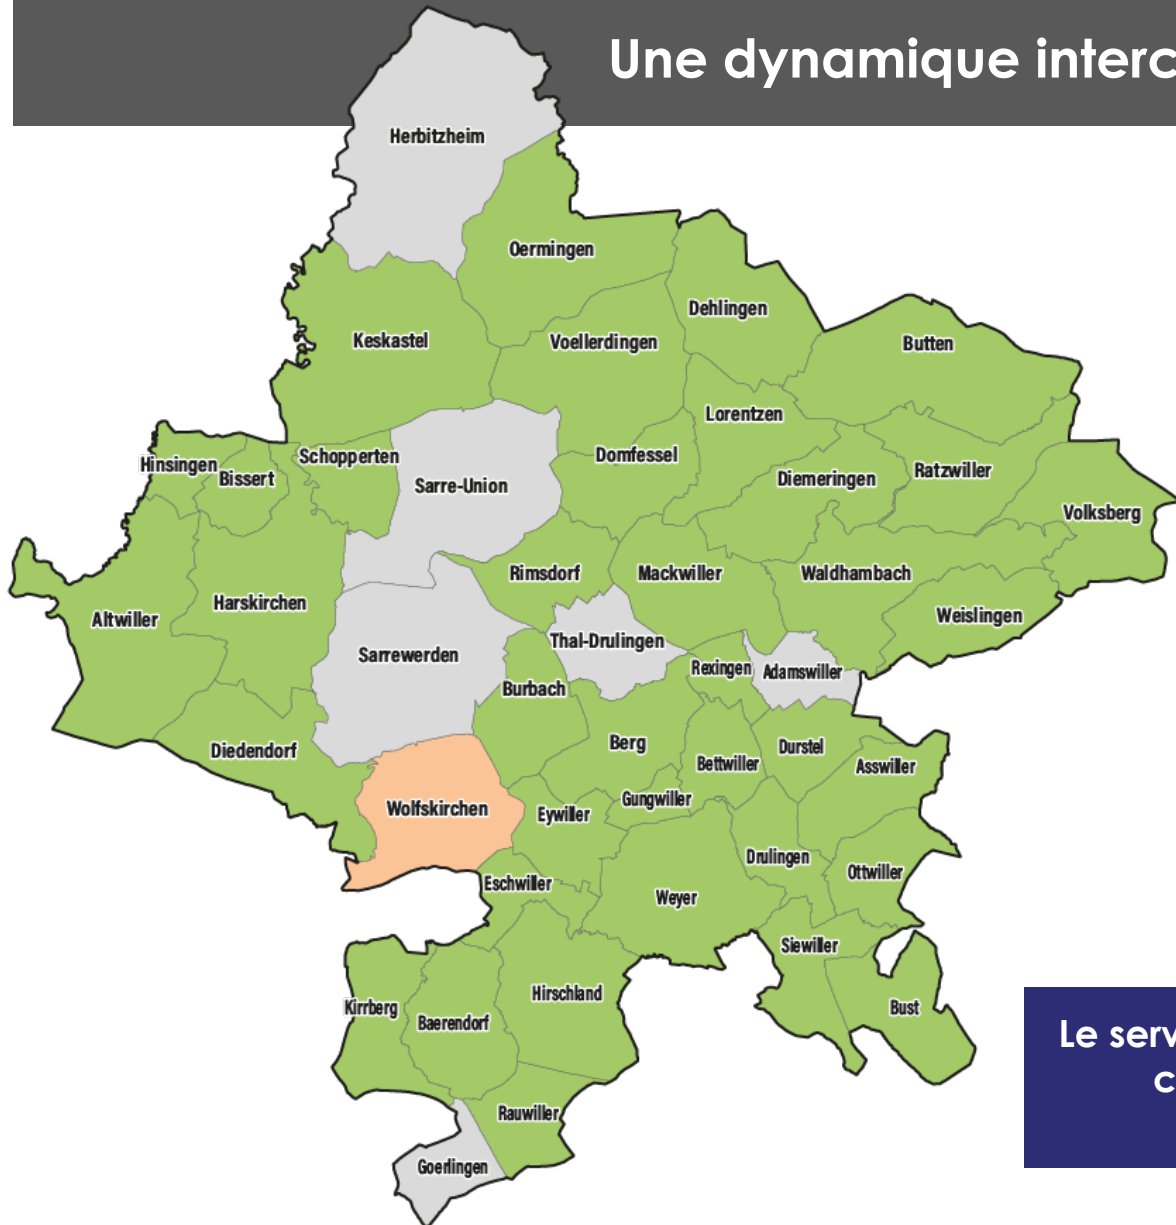 Une dynamique interc
Herbitzheim
Oermingen
Dehlingen
Keskastel
Voellerdingen
Butten
Lorentzen
Hinsingen
Bissert
Schopperten
Sarre-Union
Domfessel
Diemeringen
Ratzwiller
Volksberg
Altwiller
Harskirchen
Rimsdorf
Mackwiller
Waldhambach
Weislingen
Sarrewerden
Thal-Drulingen
Rexingen
Adamswiller
Burbach
Diedendorf
Berg
Bettwiller
Durstel
Asswiller
Wolfskirchen
Eywiller
Gungwiller
Drulingen
Ottwiller
Eschwiller
Weyer
Siewiller
Kirrberg
Baerendorf
Hirschland
Bust
Le serv
c
Rauwiller
Goerlingen